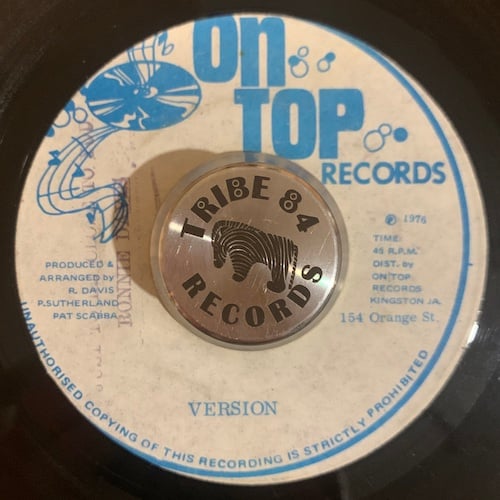 On
TOP
RECORDS
TRIBE 84
RECORDS
℗ 1976
TIME:
45 R.P.M.
DIST. by
ON TOP
RECORDS
KINGSTON JA.
154 Orange St.
PRODUCED &
ARRANGED by
R. DAVIS
P.SUTHERLAND
PAT SCABBA
VERSION
UNAUTHORISED COPYING OF THIS RECORDING IS STRICTLY PROHIBITED